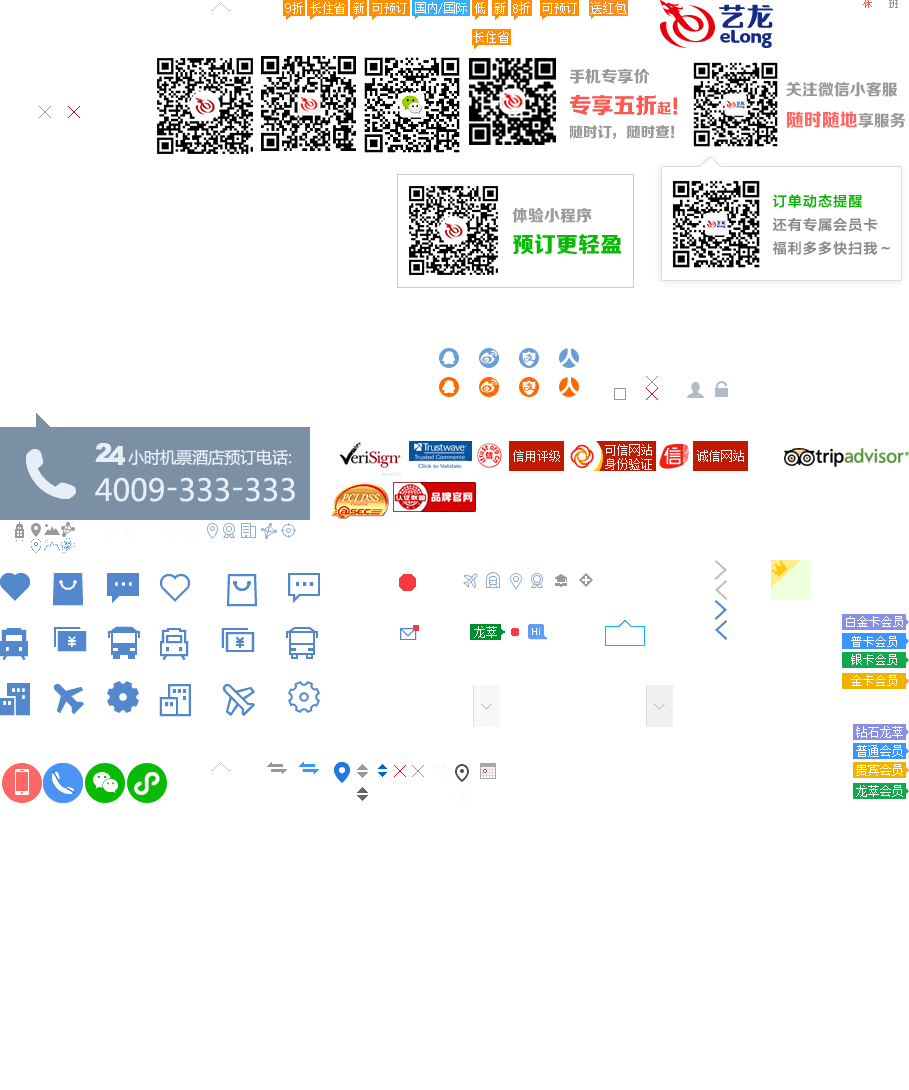 9折 长住省 新 可预订 国内/国际 低 新 8折 可预订 送红包
长住省
艺龙
eLong
休 班
手机专享价
专享五折起!
随时订，随时查!
关注微信小客服
随时随地享服务
体验小程序
预订更轻盈
订单动态提醒
还有专属会员卡
福利多多快扫我～
24小时机票酒店预订电话:
4009-333-333
VeriSign
Trustwave
Trusted Commerce
Click to Validate
信用评级
可信网站
身份验证
信
诚信网站
tripadvisor
PCI.DSS
@SEC
认证联盟
品牌官网
龙萃
Hi
白金卡会员
普卡会员
银卡会员
金卡会员
钻石龙萃
普通会员
贵宾会员
龙萃会员